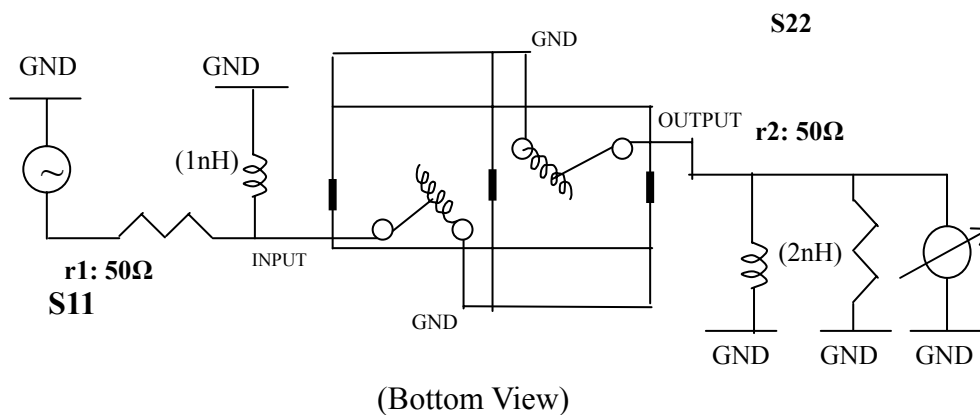 S22
GND
GND
GND
OUTPUT
r2: 50Ω
(1nH)
~
INPUT
(2nH)
r1: 50Ω
S11
GND
GND
GND
GND
(Bottom View)